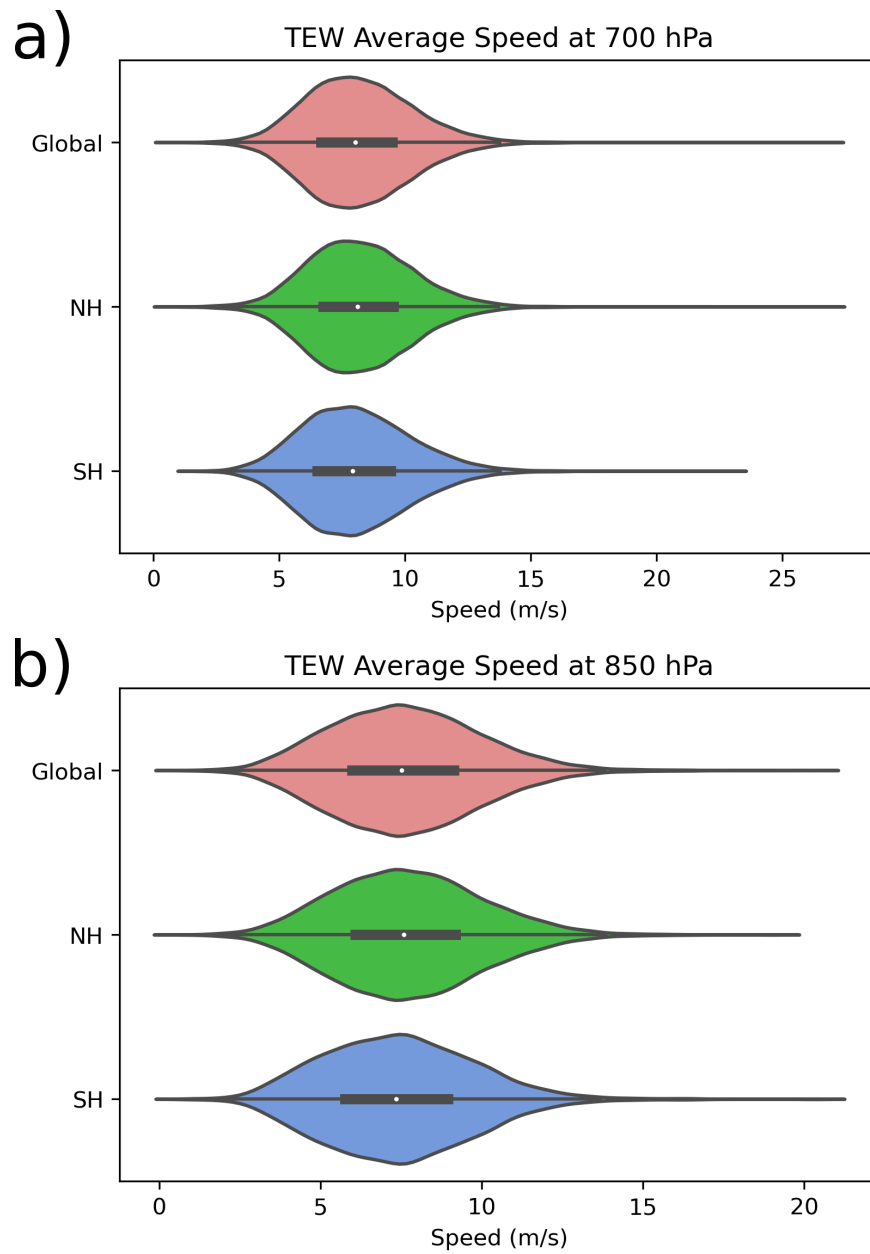 a)
TEW Average Speed at 700 hPa
Global
NH
SH
0 5 10 15 20 25
Speed (m/s)
b)
TEW Average Speed at 850 hPa
Global
NH
SH
0 5 10 15 20
Speed (m/s)